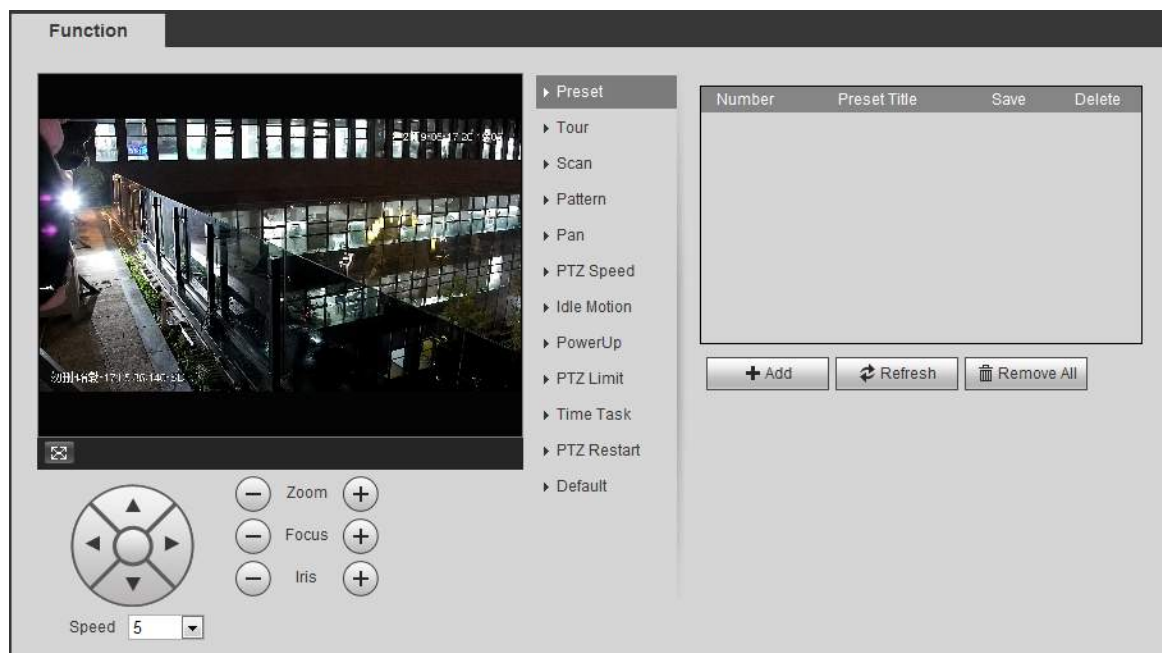 Function
Preset
Tour
Scan
Pattern
Pan
PTZ Speed
Idle Motion
PowerUp
PTZ Limit
Time Task
PTZ Restart
Default
Number Preset Title Save Delete
Add Refresh Remove All
Zoom
Focus
Iris
Speed 5